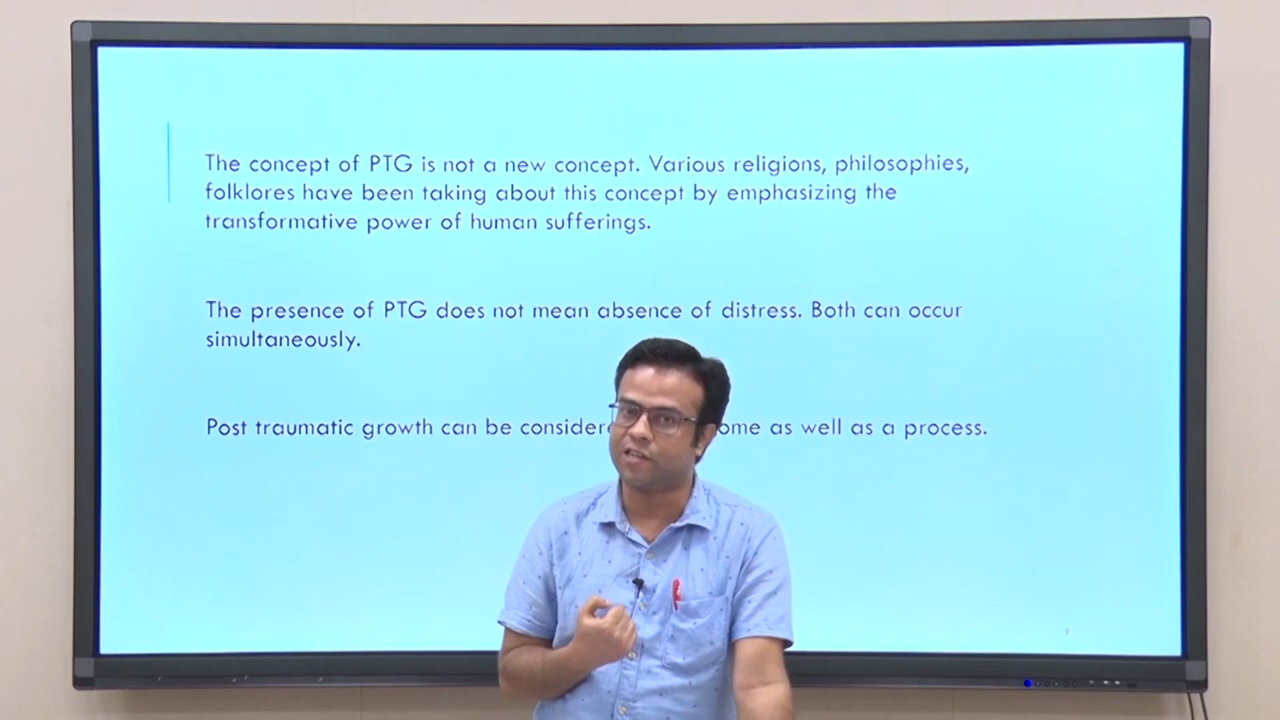 The concept of PTG is not a new concept. Various religions, philosophies,
folklores have been taking about this concept by emphasizing the
transformative power of human sufferings.
The presence of PTG does not mean absence of distress. Both can occur
simultaneously.
Post traumatic growth can be as well as a process.